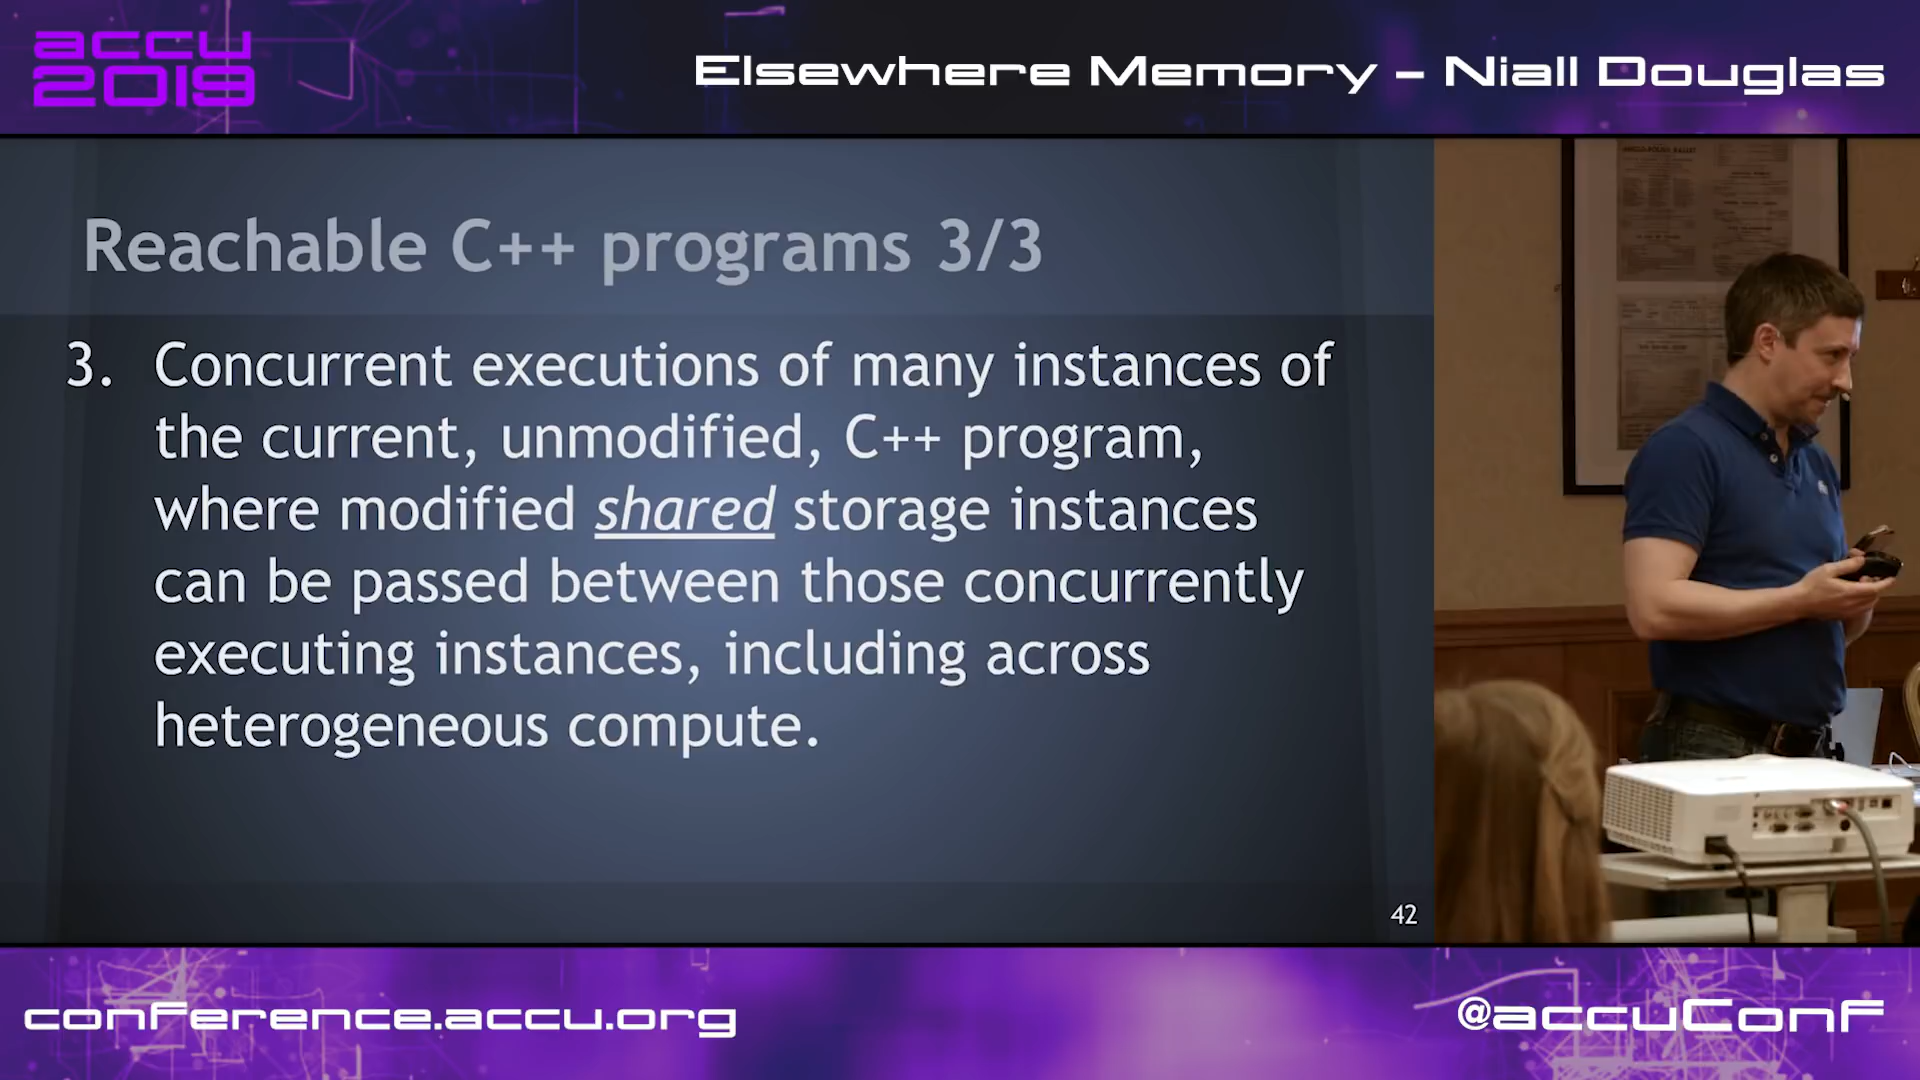 accu
2019
Elsewhere Memory – Niall Douglas
Reachable C++ programs 3/3
3. Concurrent executions of many instances of
the current, unmodified, C++ program,
where modified shared storage instances
can be passed between those concurrently
executing instances, including across
heterogeneous compute.
42
conference.accu.org
@accuConf